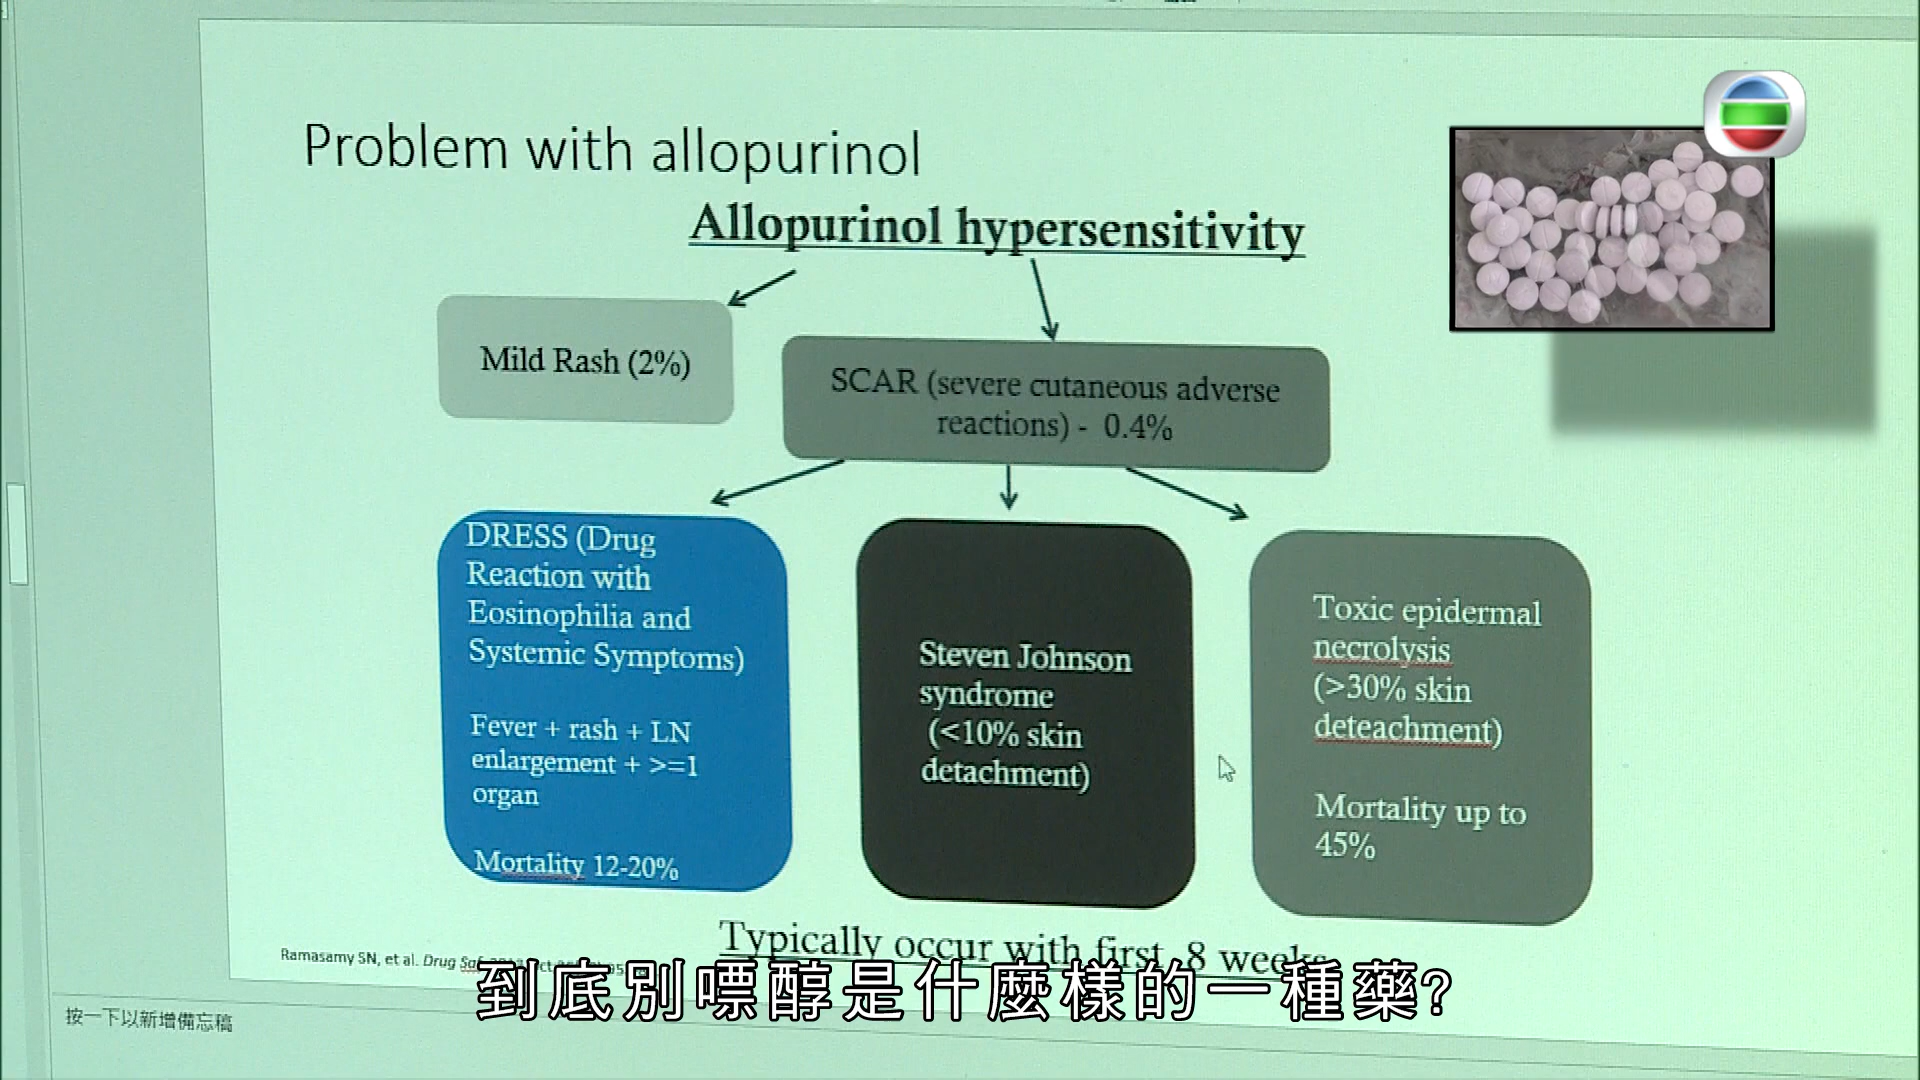 Problem with allopurinol
Allopurinol hypersensitivity
Mild Rash (2%)
SCAR (severe cutaneous adverse
reactions) - 0.4%
DRESS (Drug
Reaction with
Eosinophilia and
Systemic Symptoms)
Fever + rash + LN
enlargement + >=1
organ
Mortality 12-20%
Steven Johnson
syndrome
(<10% skin
detachment)
Toxic epidermal
necrolysis
(>30% skin
deteachment)
Mortality up to
45%
Typically occur with first 8 weeks
Ramasamy SN, et al. Drug Saf
到底別嘌醇是什麼樣的一種藥?
按一下以新增備忘稿